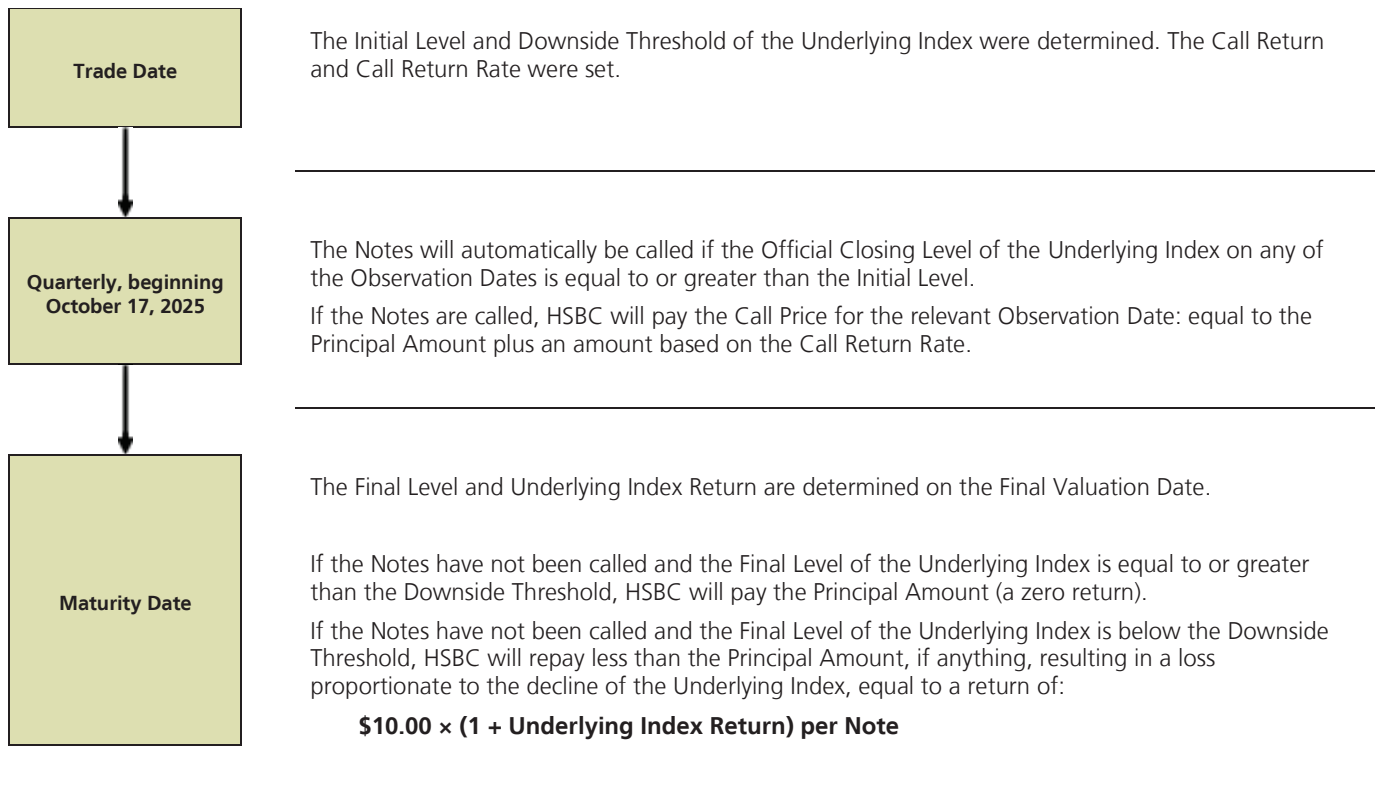 Trade Date
The Initial Level and Downside Threshold of the Underlying Index were determined. The Call Return
and Call Return Rate were set.
Quarterly, beginning
October 17, 2025
The Notes will automatically be called if the Official Closing Level of the Underlying Index on any of
the Observation Dates is equal to or greater than the Initial Level.
If the Notes are called, HSBC will pay the Call Price for the relevant Observation Date: equal to the
Principal Amount plus an amount based on the Call Return Rate.
Maturity Date
The Final Level and Underlying Index Return are determined on the Final Valuation Date.
If the Notes have not been called and the Final Level of the Underlying Index is equal to or greater
than the Downside Threshold, HSBC will pay the Principal Amount (a zero return).
If the Notes have not been called and the Final Level of the Underlying Index is below the Downside
Threshold, HSBC will repay less than the Principal Amount, if anything, resulting in a loss
proportionate to the decline of the Underlying Index, equal to a return of:
$10.00 × (1 + Underlying Index Return) per Note